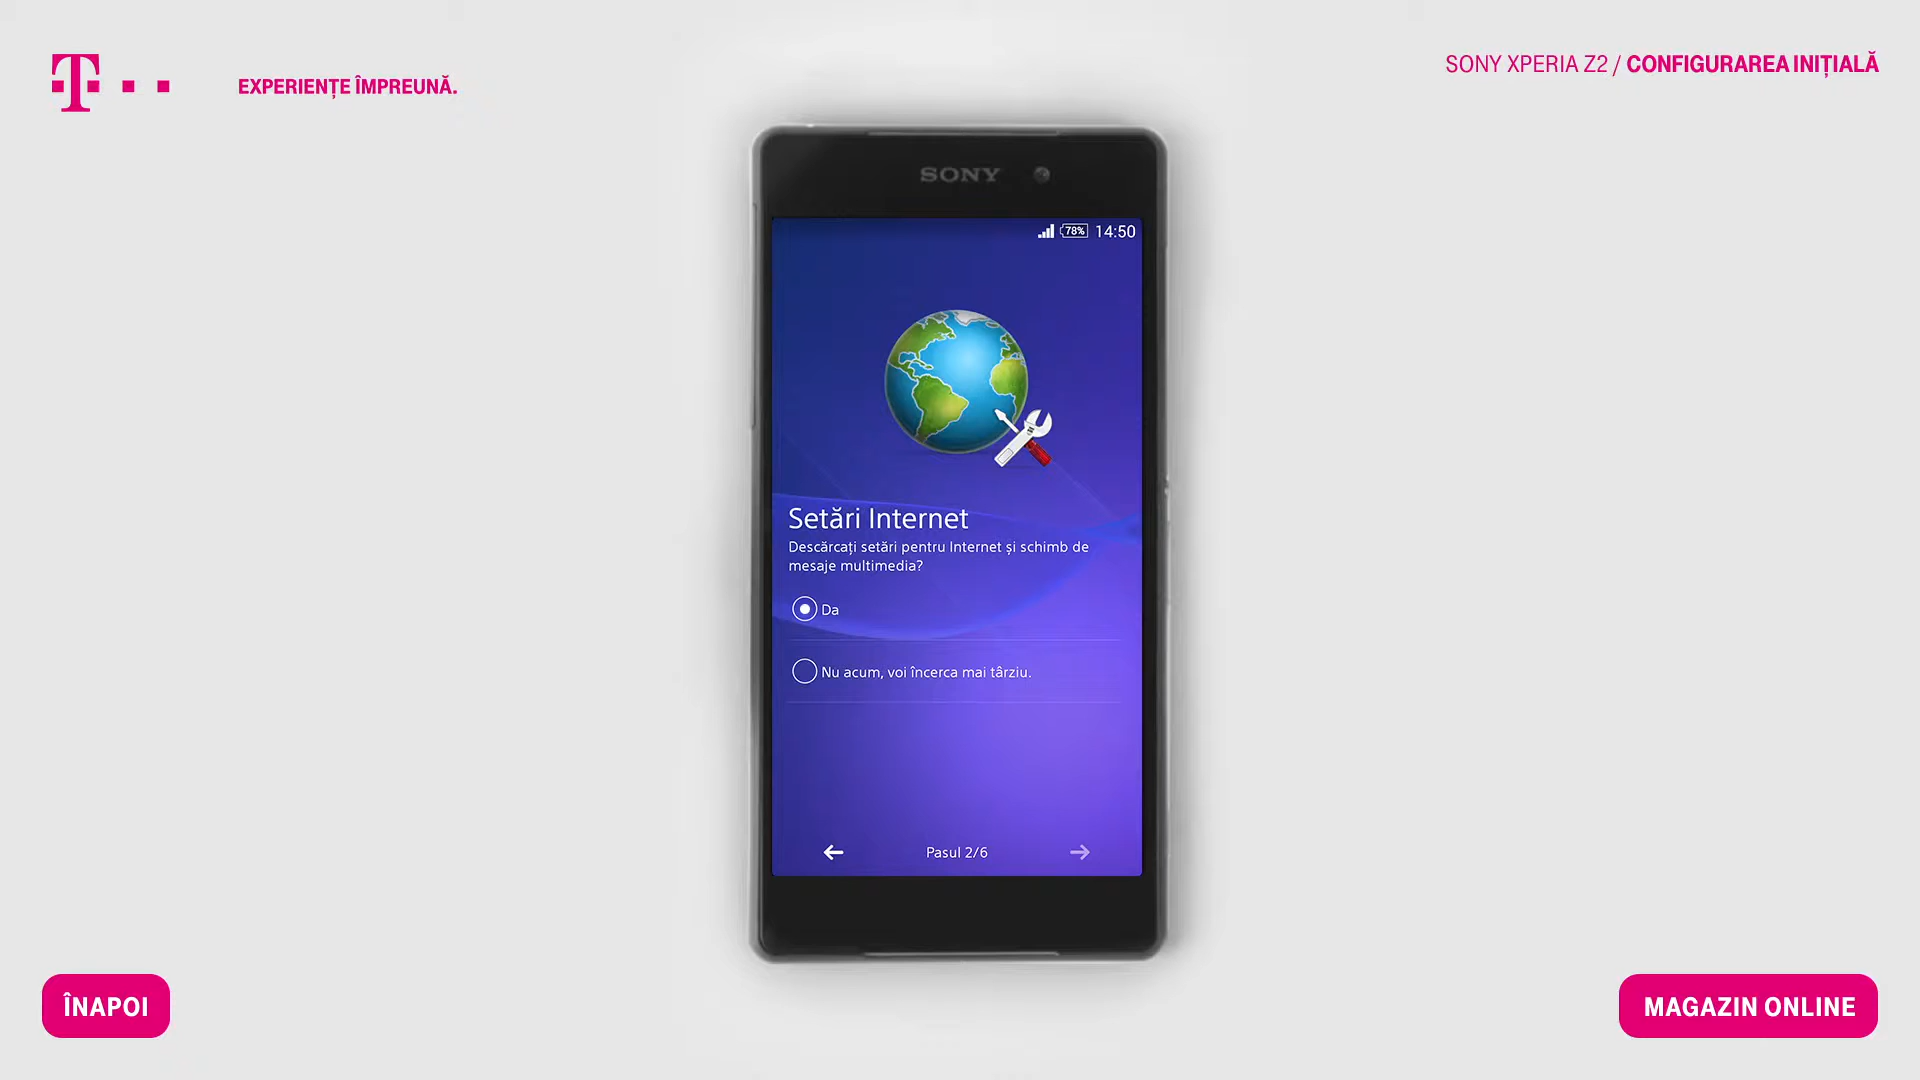 T
EXPERIENȚE ÎMPREUNĂ.
SONY XPERIA Z2 / CONFIGURAREA INIȚIALĂ
SONY
78% 14:50
Setări Internet
Descărcați setări pentru Internet și schimb de
mesaje multimedia?
Da
Nu acum, voi încerca mai târziu.
Pasul 2/6
ÎNAPOI
MAGAZIN ONLINE